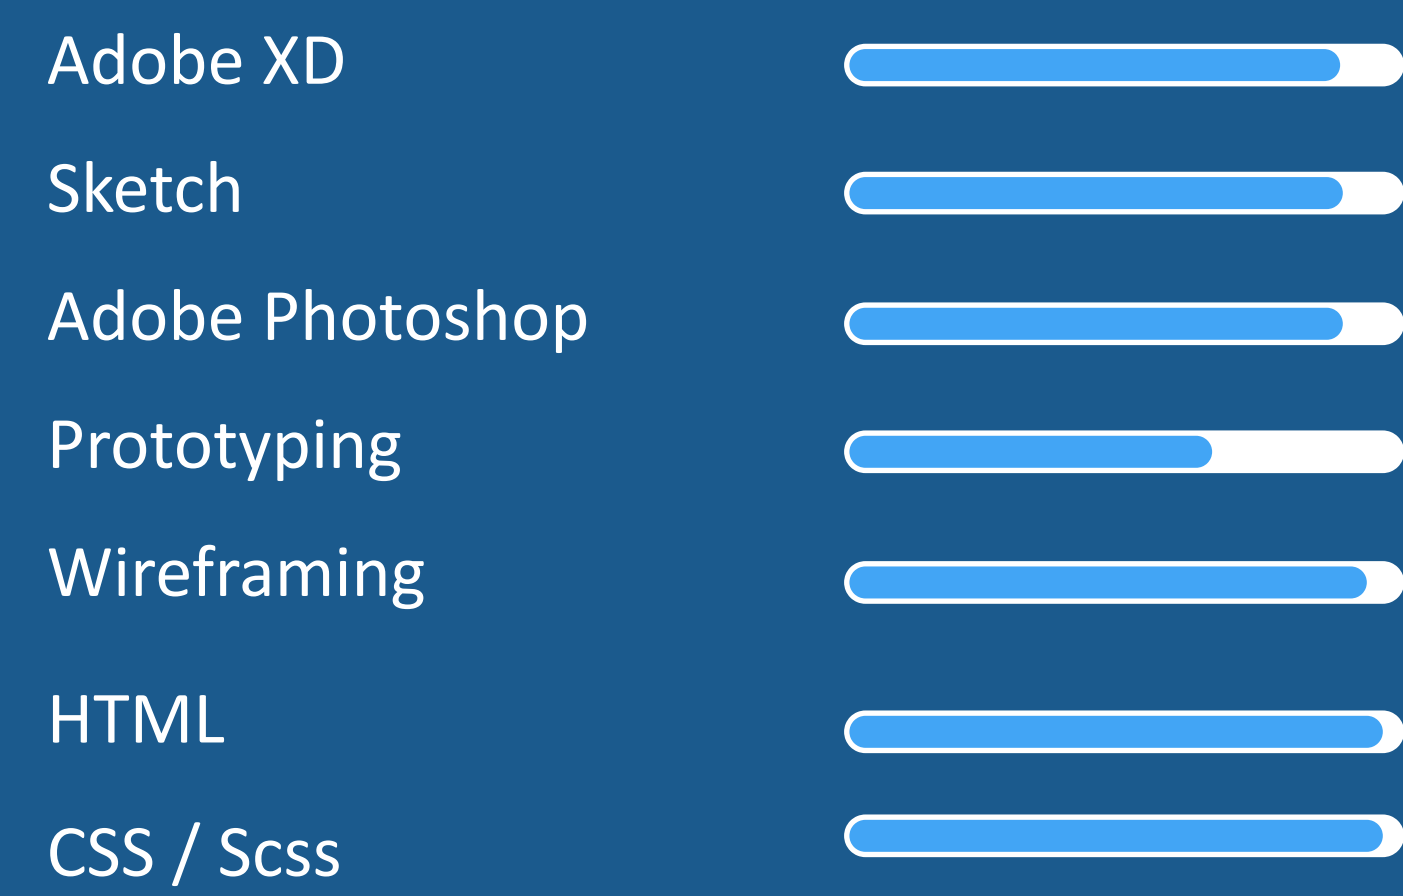 Adobe XD
Sketch
Adobe Photoshop
Prototyping
Wireframing
HTML
CSS / Scss